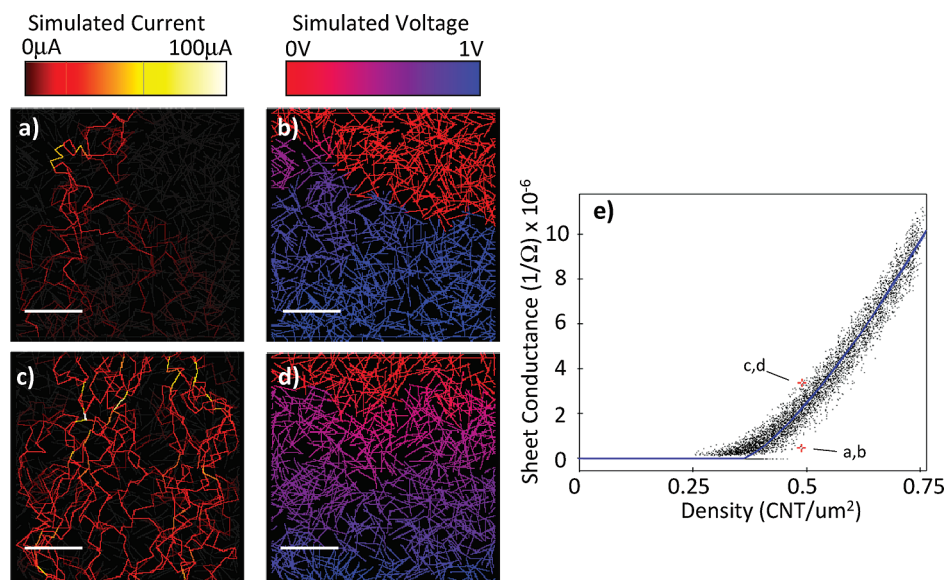 Simulated Current
0μA 100μA
Simulated Voltage
0V 1V
a)
b)
c)
d)
e)
Sheet Conductance (1/Ω) x 10⁻⁶
10
8
6
4
2
0
c,d
a,b
0 0.25 0.5 0.75
Density (CNT/um²)